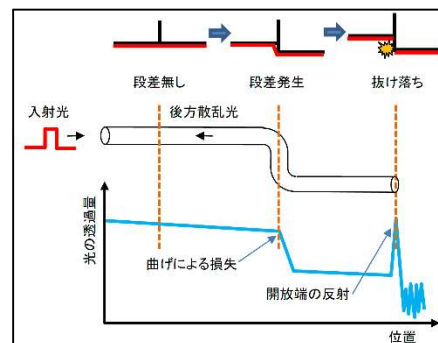 段差無し
段差発生
抜け落ち
入射光
後方散乱光
光の透過量
曲げによる損失
開放端の反射
位置